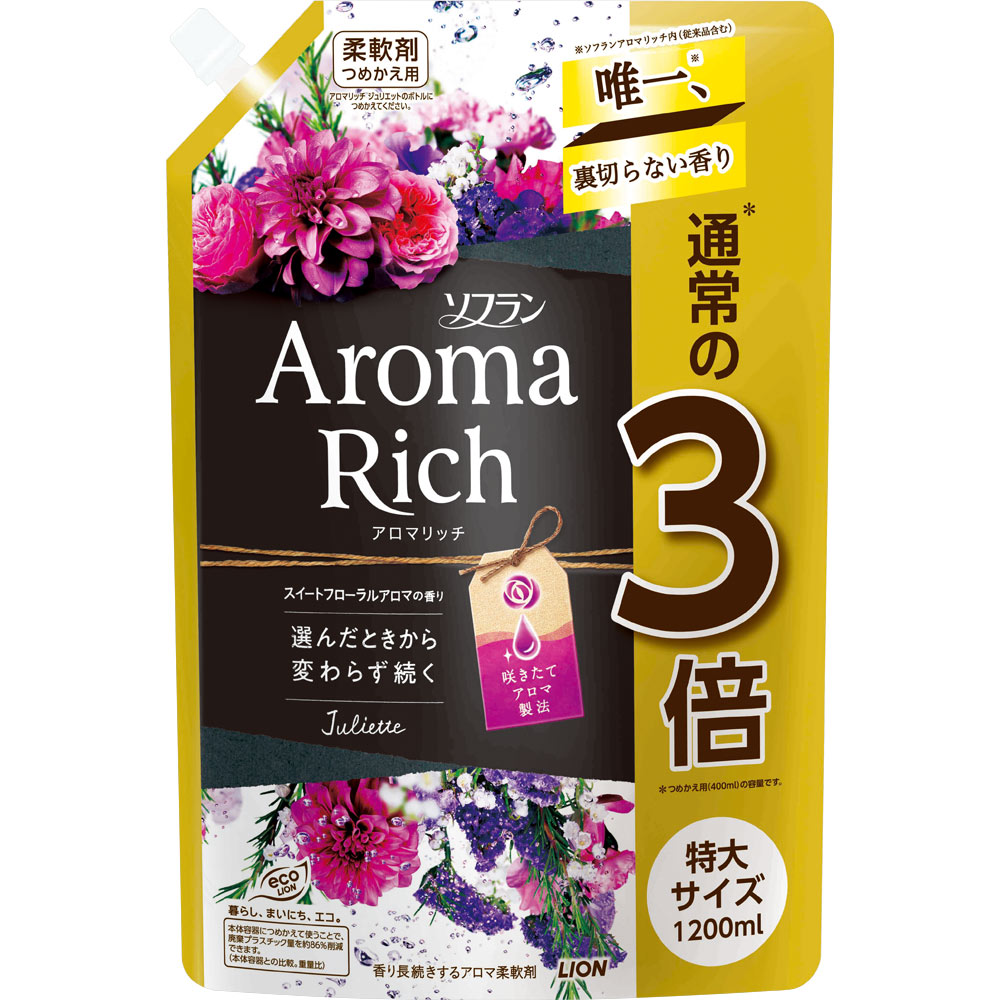 柔軟剤
つめかえ用
アロマリッチ ジュリエットのボトルに
つめかえてください。
※ソフランアロマリッチ内(従来品含む)
唯一、※
裏切らない香り
通常の*
3
倍
*つめかえ用(400ml)の容量です。
特大
サイズ
1200ml
ソフラン
Aroma
Rich
アロマリッチ
スイートフローラルアロマの香り
選んだときから
変わらず続く
Juliette
咲きたて
アロマ
製法
eco
LION
暮らし、まいにち、エコ。
本体容器につめかえて使うことで、
廃棄プラスチック量を約86%削減
できます。
(本体容器との比較。重量比)
香り長続きするアロマ柔軟剤
LION